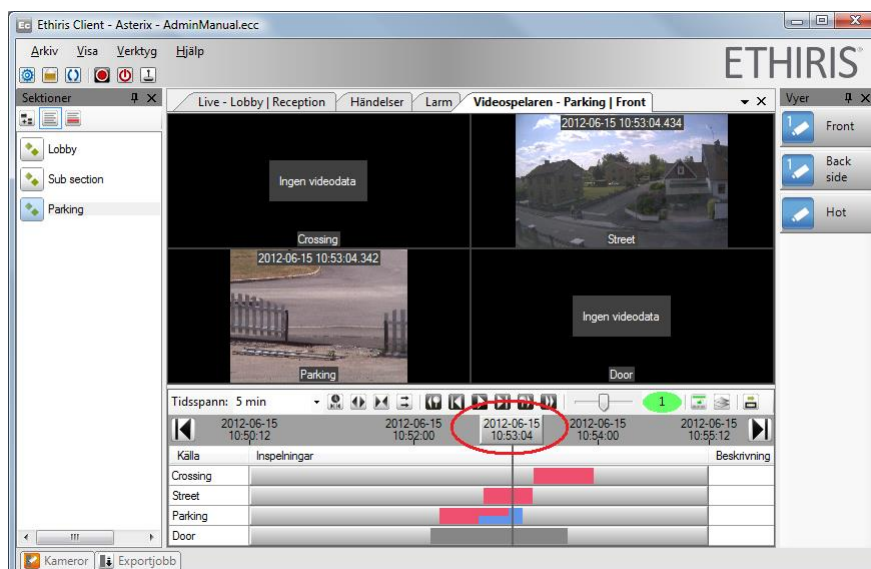 Ethiris Client - Asterix - AdminManual.ecc
Arkiv Visa Verktyg Hjälp
ETHIRIS
Sektioner
Lobby
Sub section
Parking
Live - Lobby | Reception Händelser Larm Videospelaren - Parking | Front
Ingen videodata
Crossing
2012-06-15 10:53:04.434
Street
2012-06-15 10:53:04.342
Parking
Ingen videodata
Door
Vyer
1 Front
1 Back
side
Hot
Tidsspann: 5 min
1
2012-06-15 2012-06-15 2012-06-15 2012-06-15 2012-06-15
10:50:12 10:52:00 10:53:04 10:54:00 10:55:12
Källa Inspelningar Beskrivning
Crossing
Street
Parking
Door
Kameror Exportjobb